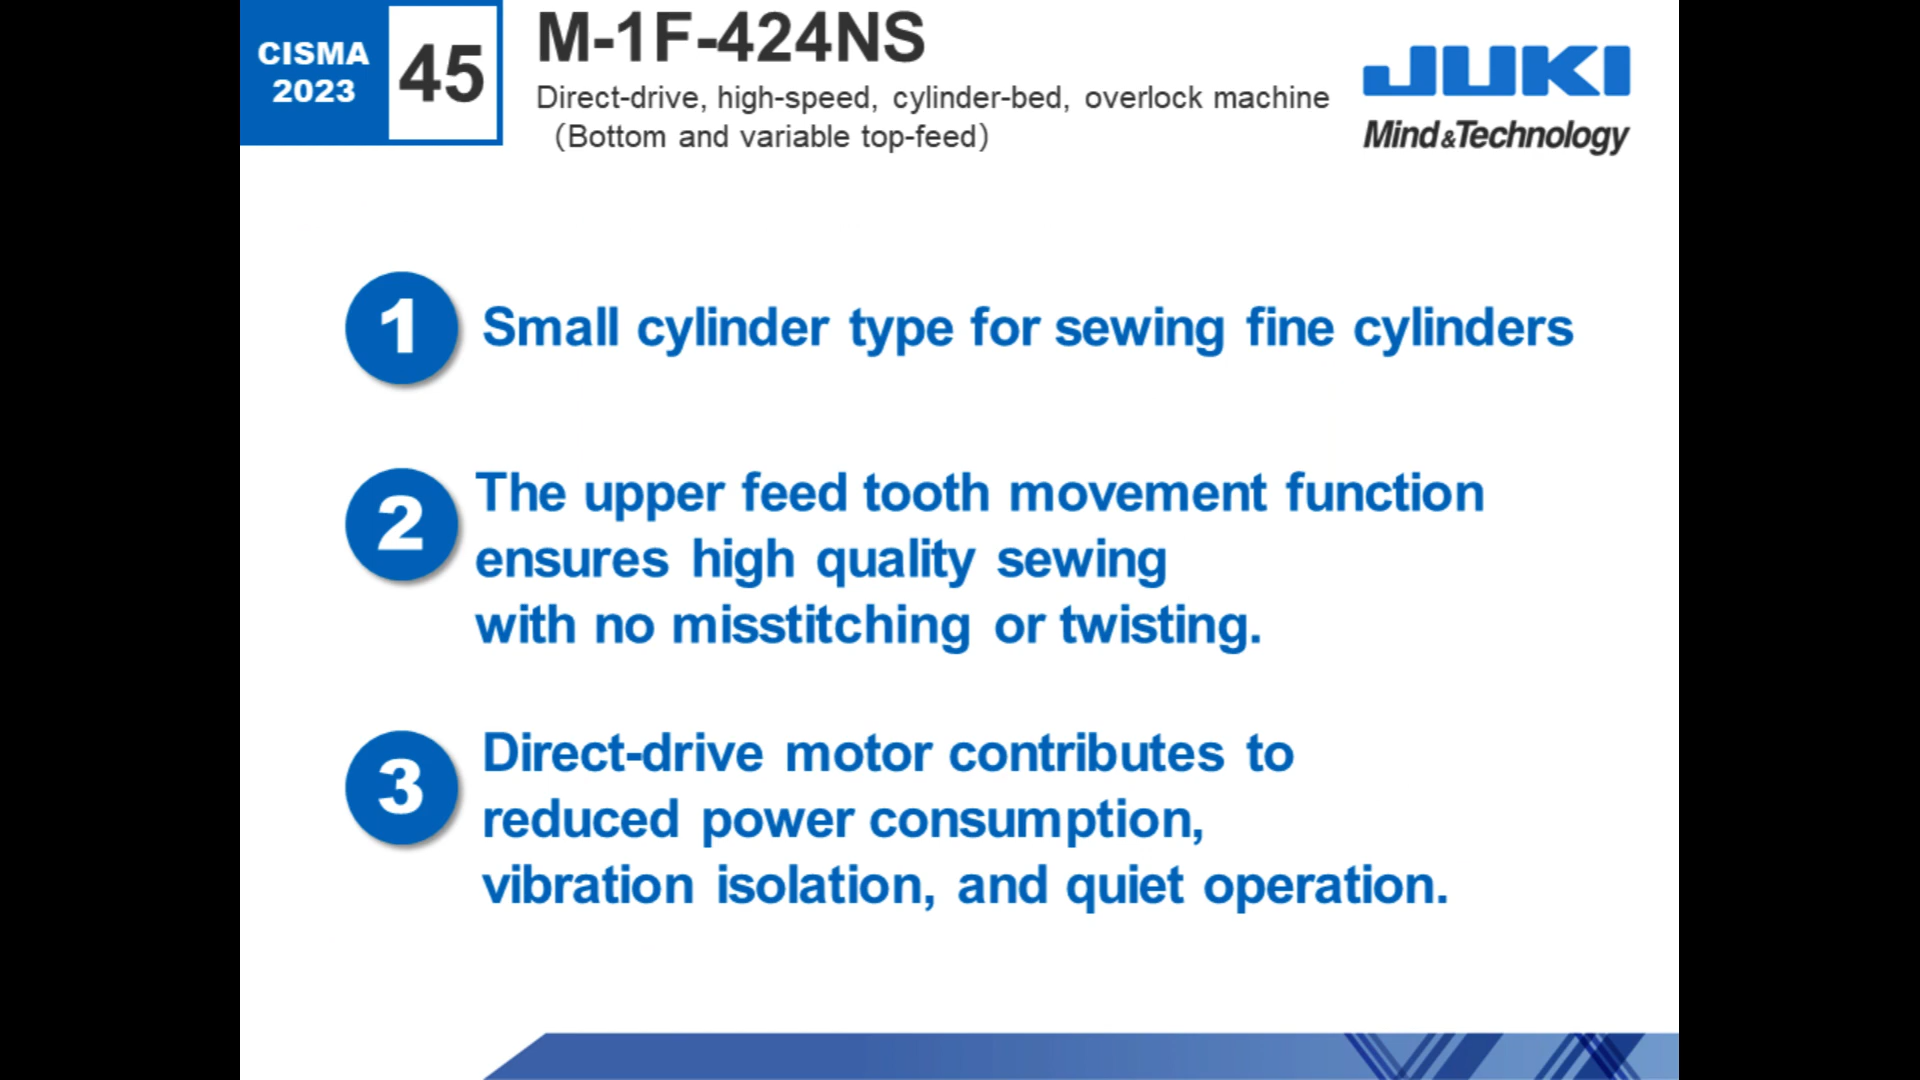 CISMA
2023
45
M-1F-424NS
Direct-drive, high-speed, cylinder-bed, overlock machine
（Bottom and variable top-feed）
JUKI
Mind&Technology
1
Small cylinder type for sewing fine cylinders
2
The upper feed tooth movement function
ensures high quality sewing
with no misstitching or twisting.
3
Direct-drive motor contributes to
reduced power consumption,
vibration isolation, and quiet operation.